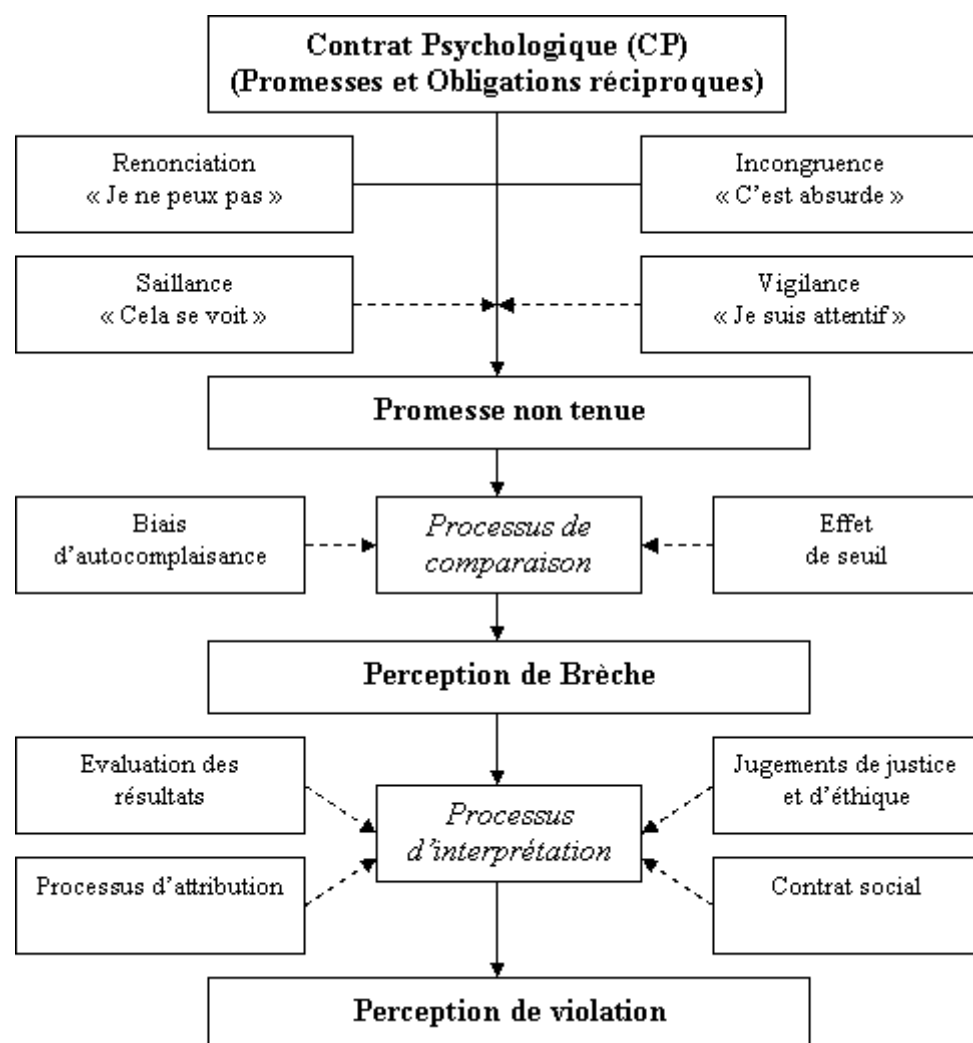 Contrat Psychologique (CP)
(Promesses et Obligations réciproques)
Renonciation
« Je ne peux pas »
Incongruence
« C'est absurde »
Saillance
« Cela se voit »
Vigilance
« Je suis attentif »
Promesse non tenue
Biais
d'autocomplaisance
Processus de
comparaison
Effet
de seuil
Perception de Brèche
Evaluation des
résultats
Jugements de justice
et d'éthique
Processus
d'interprétation
Processus d'attribution
Contrat social
Perception de violation